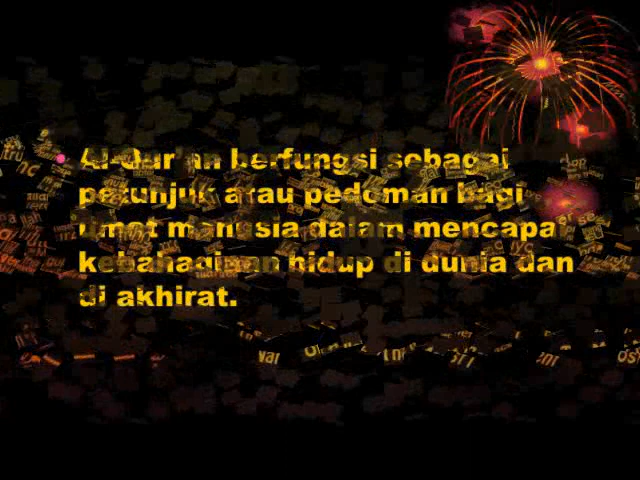 Al-Qur'an berfungsi sebagai
petunjuk atau pedoman bagi
umat manusia dalam mencapai
kebahagiaan hidup di dunia dan
di akhirat.